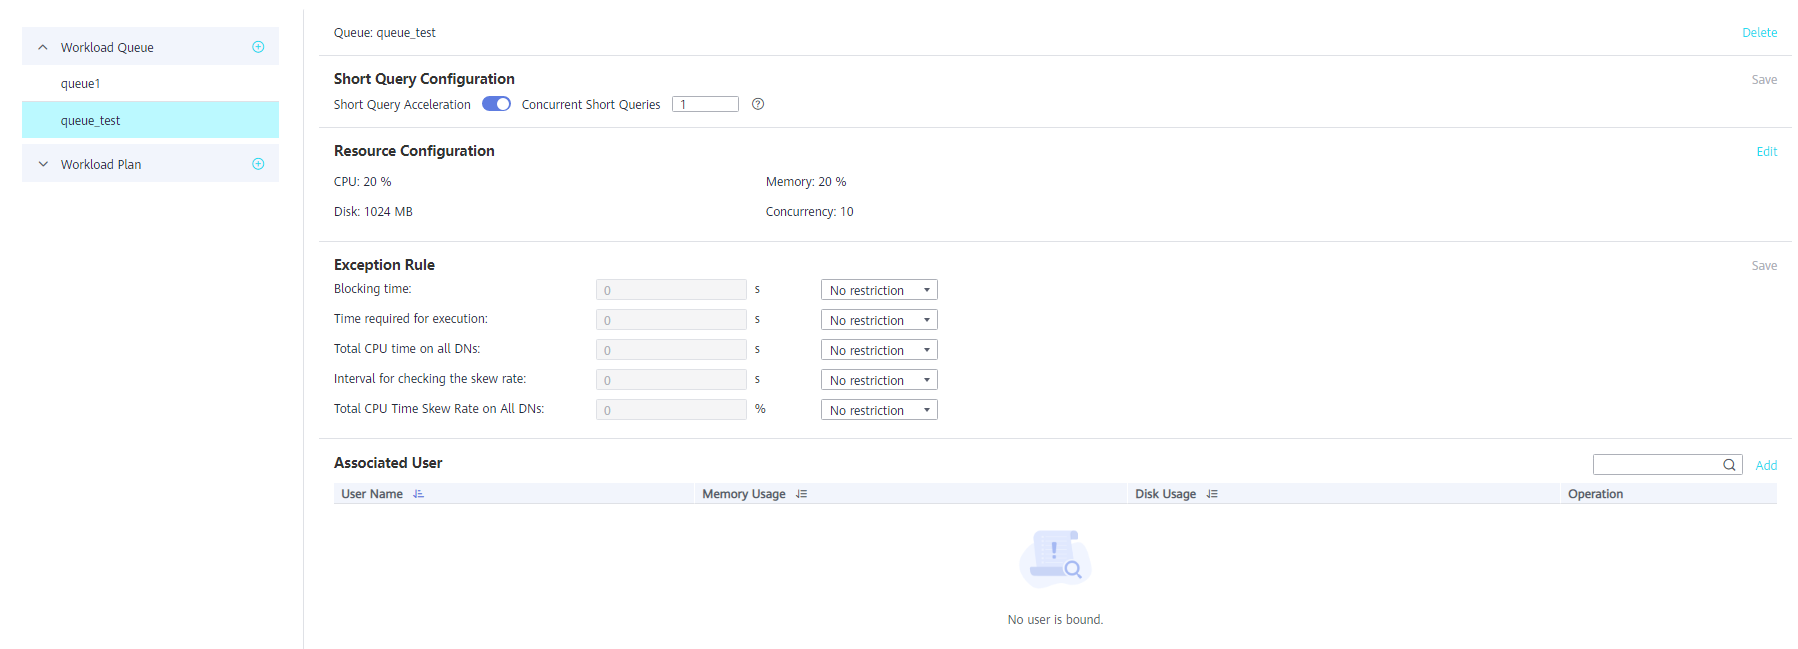 Workload Queue
queue1
queue_test
Workload Plan
Queue: queue_test
Delete
Short Query Configuration
Save
Short Query Acceleration Concurrent Short Queries 1
Resource Configuration
Edit
CPU: 20 % Memory: 20 %
Disk: 1024 MB Concurrency: 10
Exception Rule
Save
Blocking time: 0 s No restriction
Time required for execution: 0 s No restriction
Total CPU time on all DNs: 0 s No restriction
Interval for checking the skew rate: 0 s No restriction
Total CPU Time Skew Rate on All DNs: 0 % No restriction
Associated User
Add
User Name Memory Usage Disk Usage Operation
No user is bound.